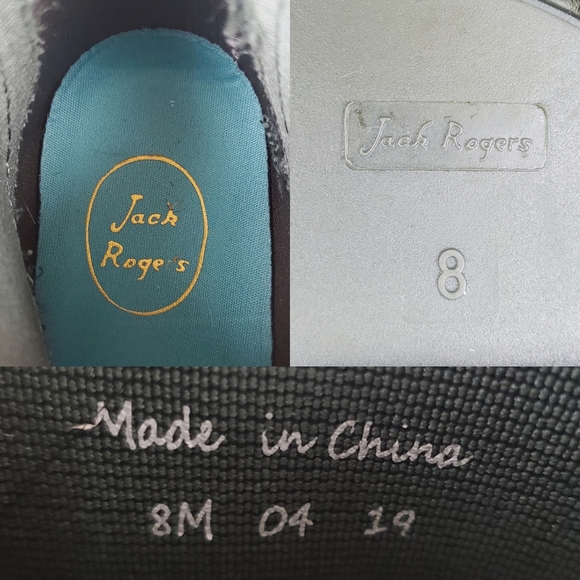 Jack
Rogers
Jack Rogers
8
Made in China
8M 04 19